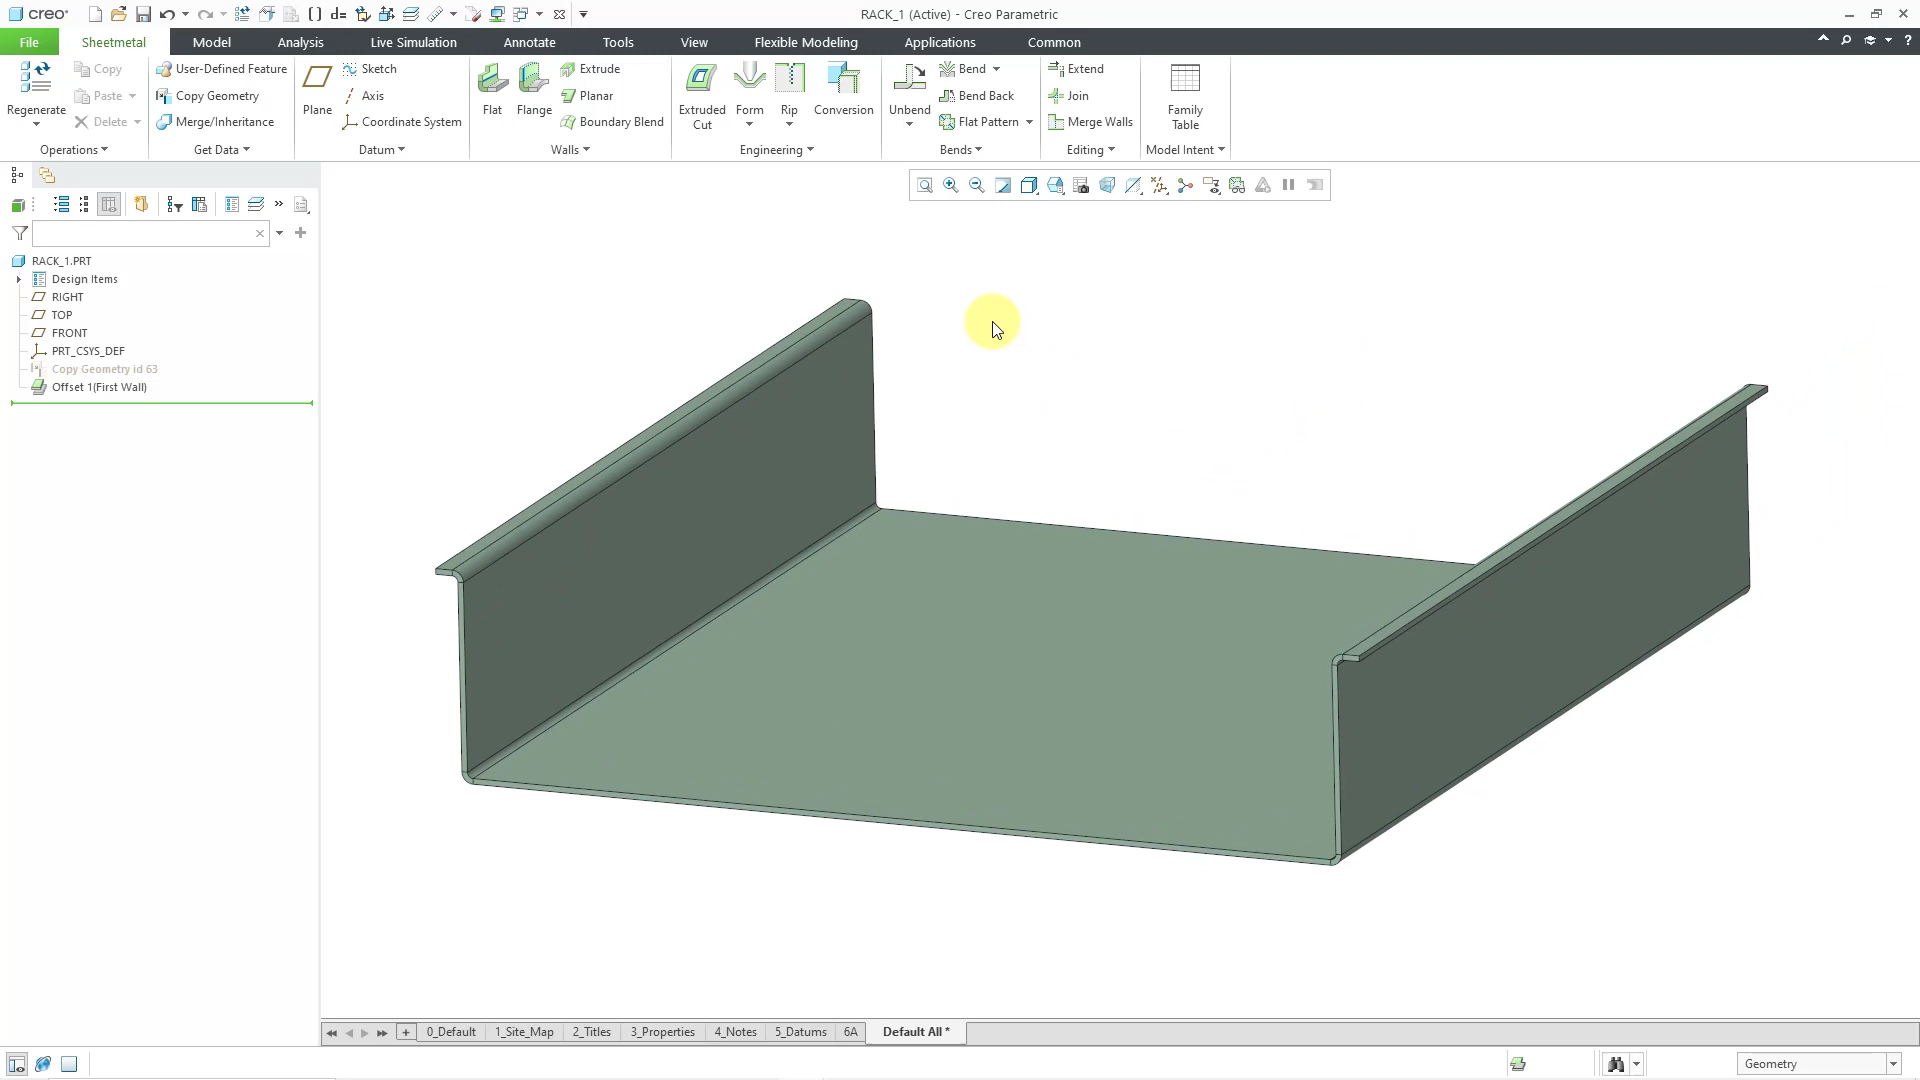 creo
RACK_1 (Active) - Creo Parametric
File
Sheetmetal
Model
Analysis
Live Simulation
Annotate
Tools
View
Flexible Modeling
Applications
Common
Regenerate
Copy
Paste
Delete
Operations
User-Defined Feature
Copy Geometry
Merge/Inheritance
Get Data
Plane
Sketch
Axis
Coordinate System
Datum
Flat
Flange
Extrude
Planar
Boundary Blend
Walls
Extruded
Cut
Form
Rip
Conversion
Engineering
Unbend
Bend
Bend Back
Flat Pattern
Bends
Extend
Join
Merge Walls
Editing
Family
Table
Model Intent
RACK_1.PRT
Design Items
RIGHT
TOP
FRONT
PRT_CSYS_DEF
Copy Geometry id 63
Offset 1(First Wall)
0_Default
1_Site_Map
2_Titles
3_Properties
4_Notes
5_Datums
6A
Default All *
Geometry